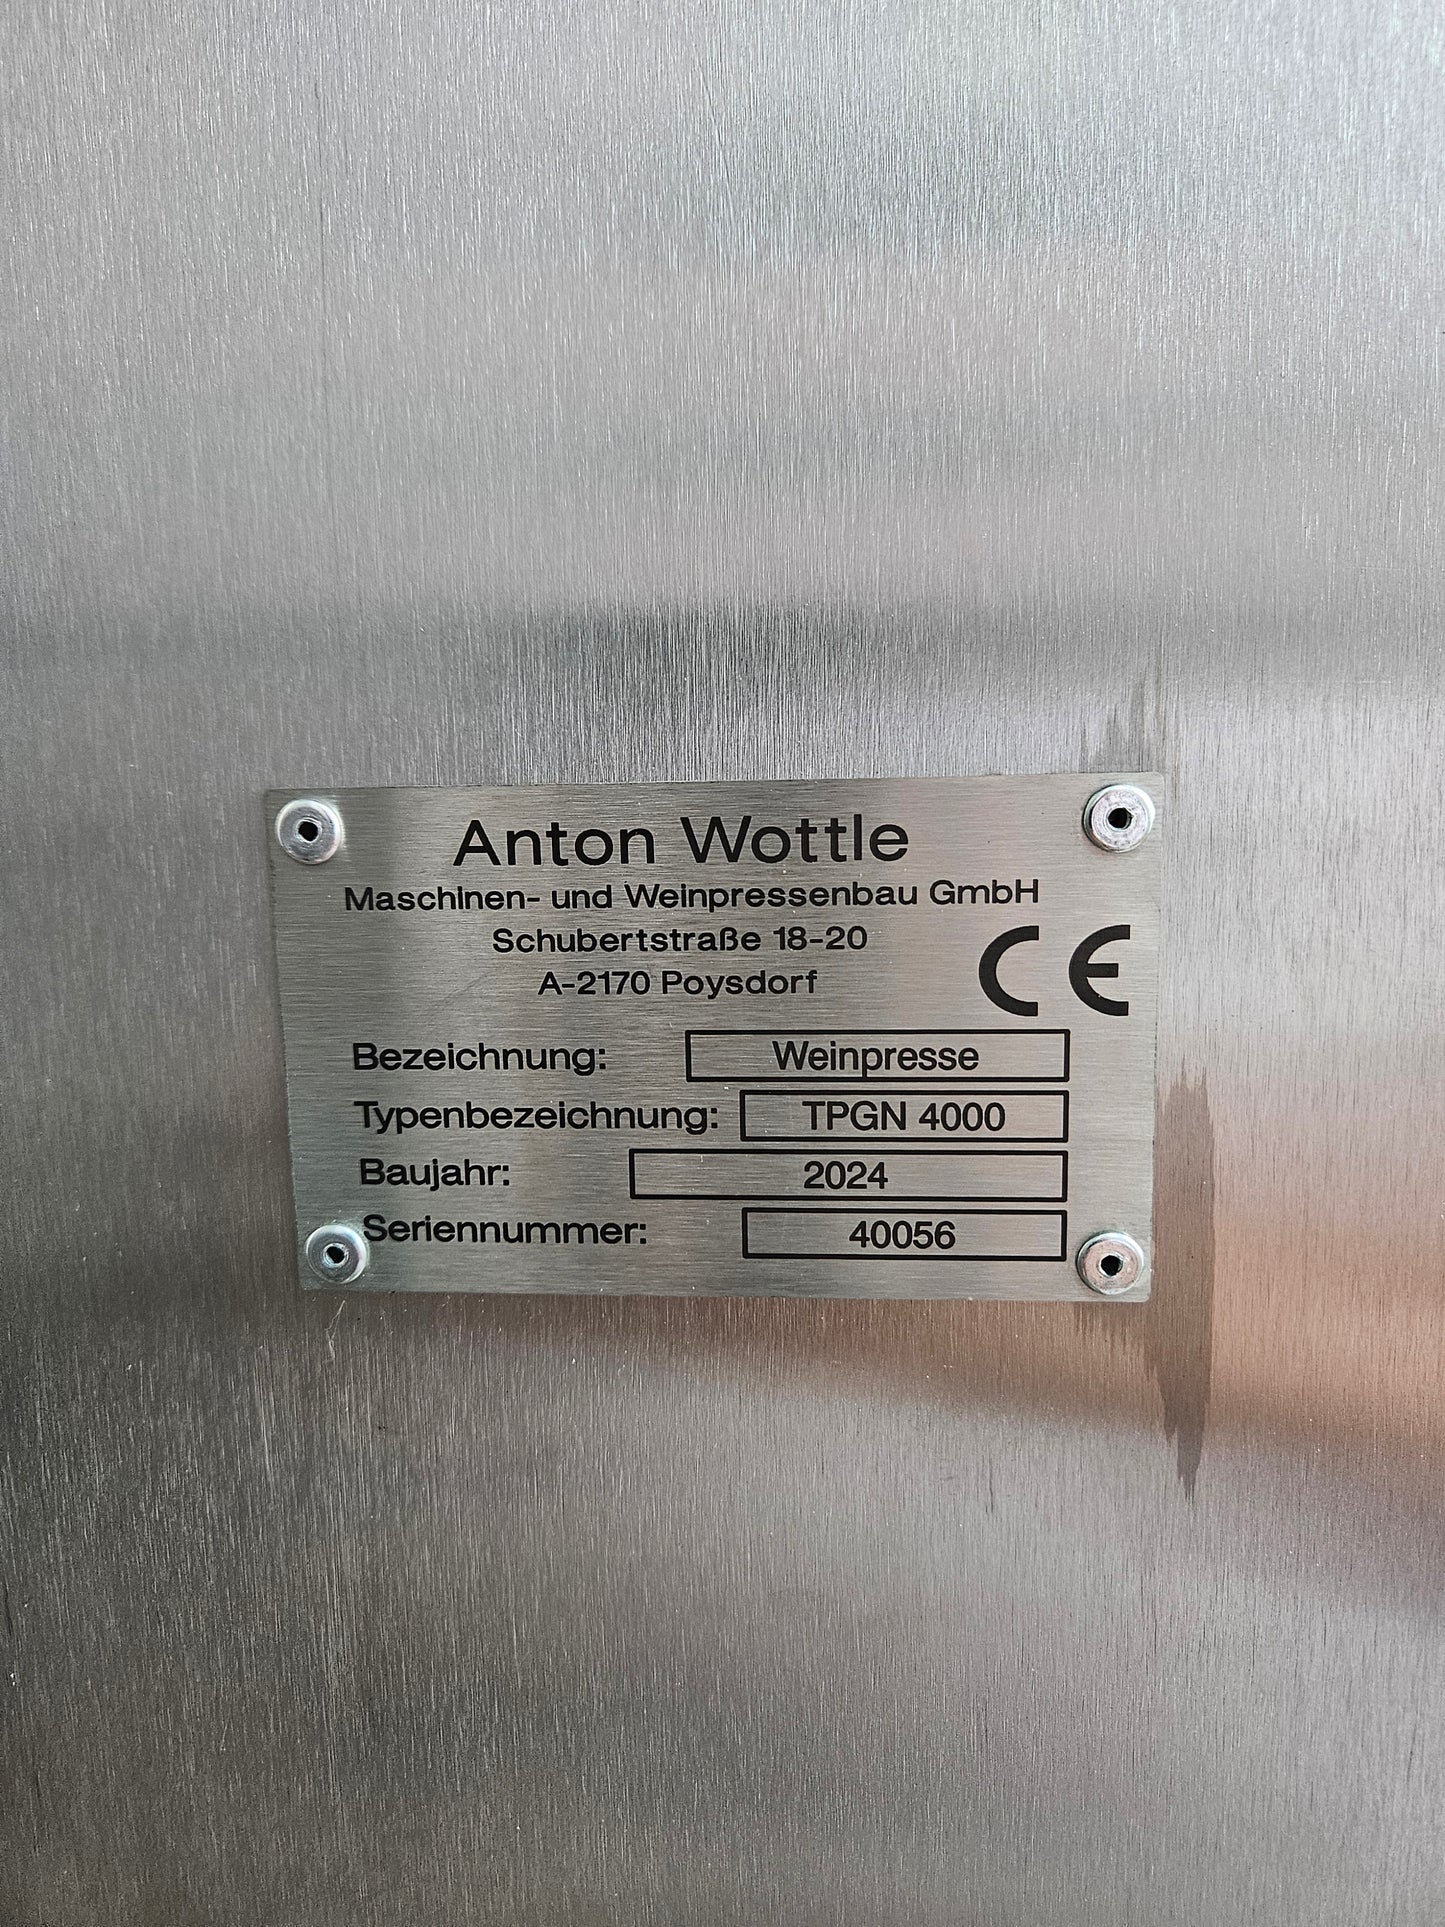 Anton Wottle
Maschinen- und Weinpressenbau GmbH
Schubertstraße 18-20
A-2170 Poysdorf
CE
Bezeichnung: Weinpresse
Typenbezeichnung: TPGN 4000
Baujahr: 2024
Seriennummer: 40056